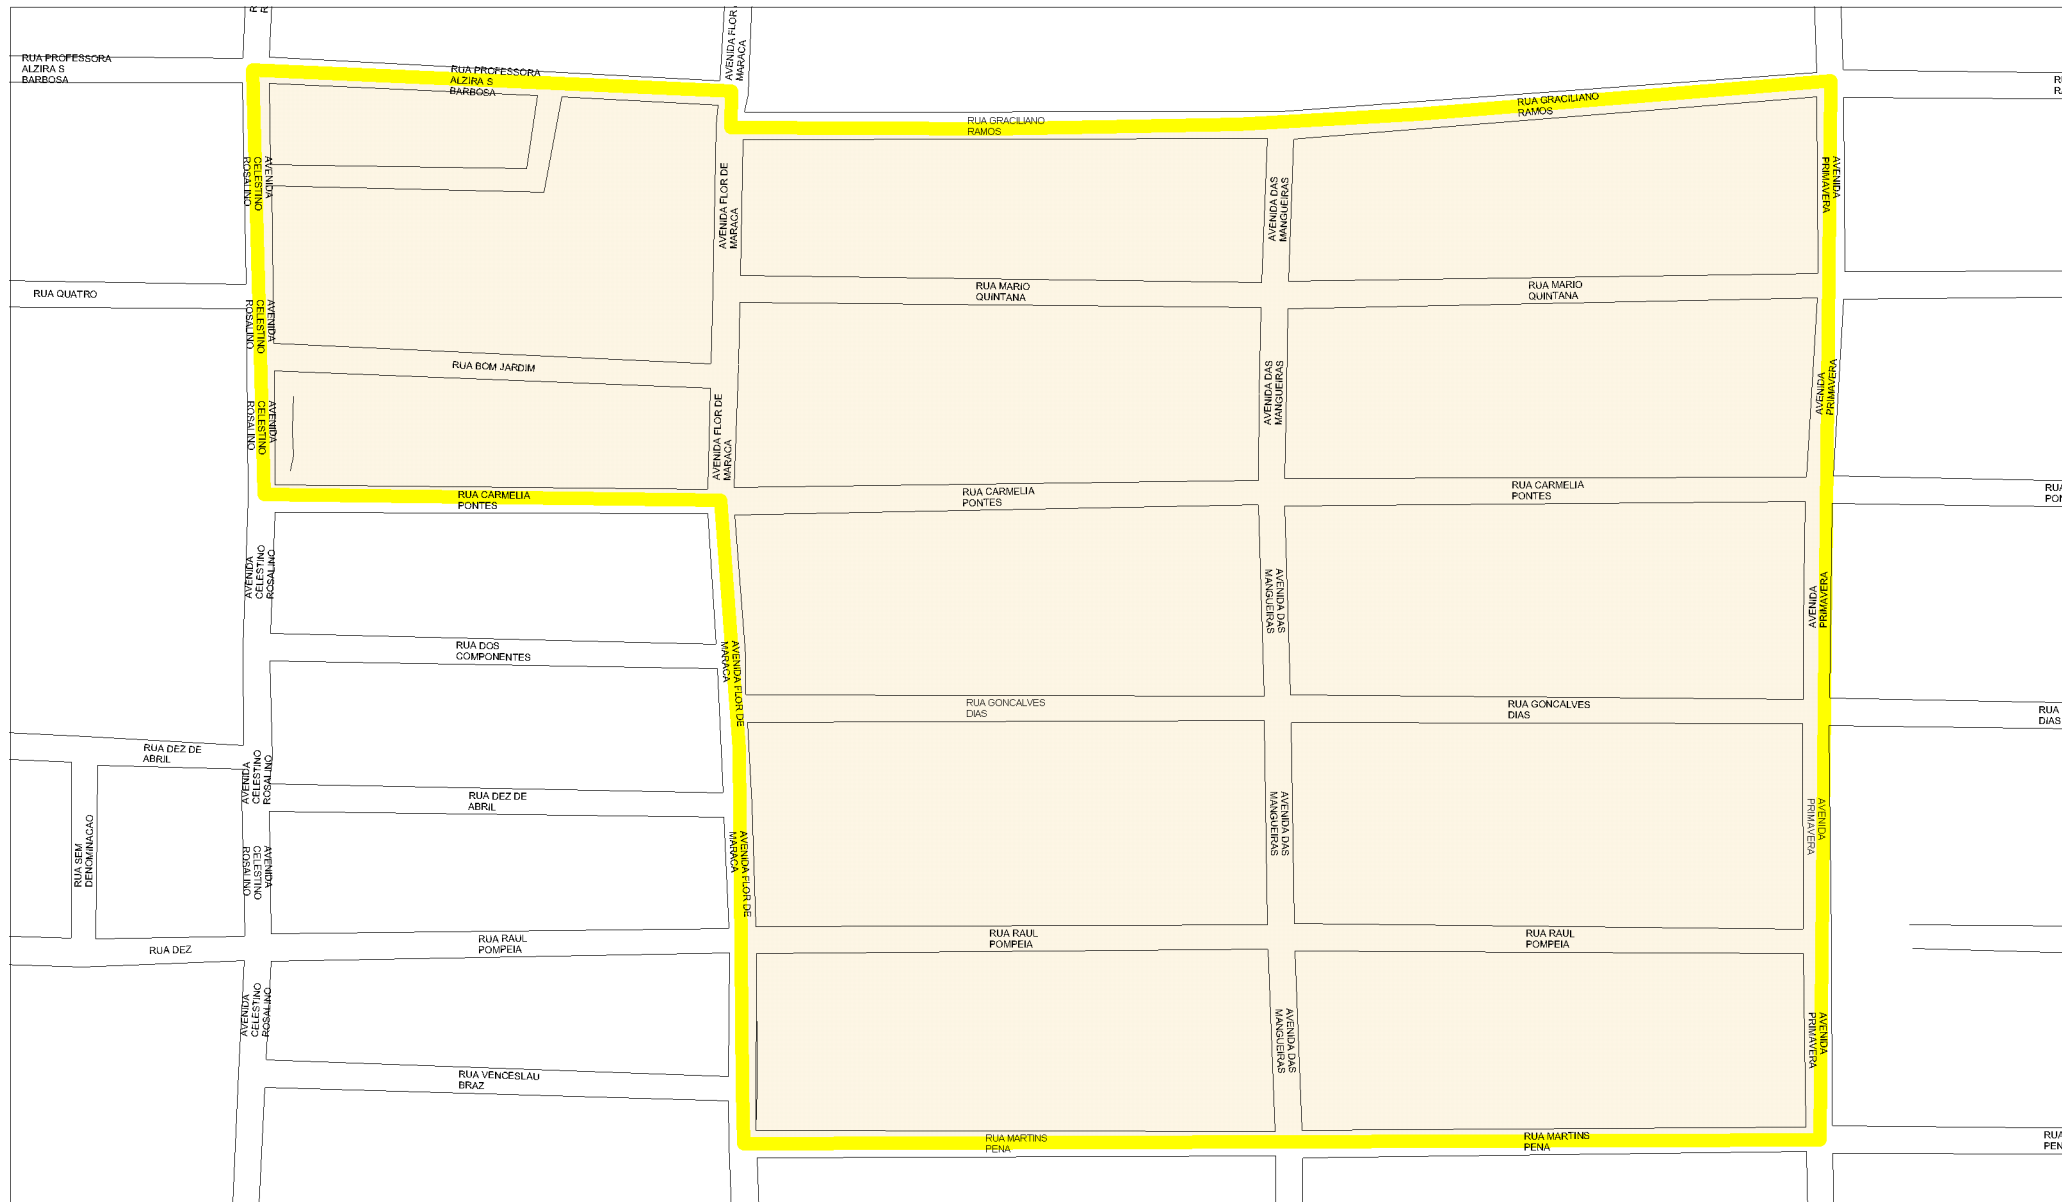 AVENIDA FLOR
MARACA
RUA PROFESSORA
ALZIRA S
BARBOSA
RUA PROFESSORA
ALZIRA S
BARBOSA
RUA GRACILIANO
RAMOS
RUA GRACILIANO
RAMOS
AVENIDA
CELESTINO
ROSALINO
AVENIDA FLOR DE
MARACA
AVENIDA DAS
MANGUEIRAS
AVENIDA
PRIMAVERA
RUA QUATRO
AVENIDA
CELESTINO
ROSALINO
RUA MARIO
QUINTANA
RUA MARIO
QUINTANA
RUA BOM JARDIM
AVENIDA DAS
MANGUEIRAS
AVENIDA
PRIMAVERA
AVENIDA
CELESTINO
ROSALINO
AVENIDA FLOR DE
MARACA
RUA CARMELIA
PONTES
RUA CARMELIA
PONTES
RUA CARMELIA
PONTES
RUA
PON
AVENIDA
CELESTINO
ROSALINO
AVENIDA DAS
MANGUEIRAS
AVENIDA
PRIMAVERA
RUA DOS
COMPONENTES
AVENIDA FLOR DE
MARACA
RUA GONCALVES
DIAS
RUA GONCALVES
DIAS
RUA
DIAS
RUA DEZ DE
ABRIL
AVENIDA
CELESTINO
ROSALINO
RUA DEZ DE
ABRIL
AVENIDA DAS
MANGUEIRAS
AVENIDA
PRIMAVERA
RUA SEM
DENOMINACAO
AVENIDA
CELESTINO
ROSALINO
AVENIDA FLOR DE
MARACA
RUA DEZ
RUA RAUL
POMPEIA
RUA RAUL
POMPEIA
RUA RAUL
POMPEIA
AVENIDA
CELESTINO
ROSALINO
AVENIDA DAS
MANGUEIRAS
AVENIDA
PRIMAVERA
RUA VENCESLAU
BRAZ
RUA MARTINS
PENA
RUA MARTINS
PENA
RUA
PEN